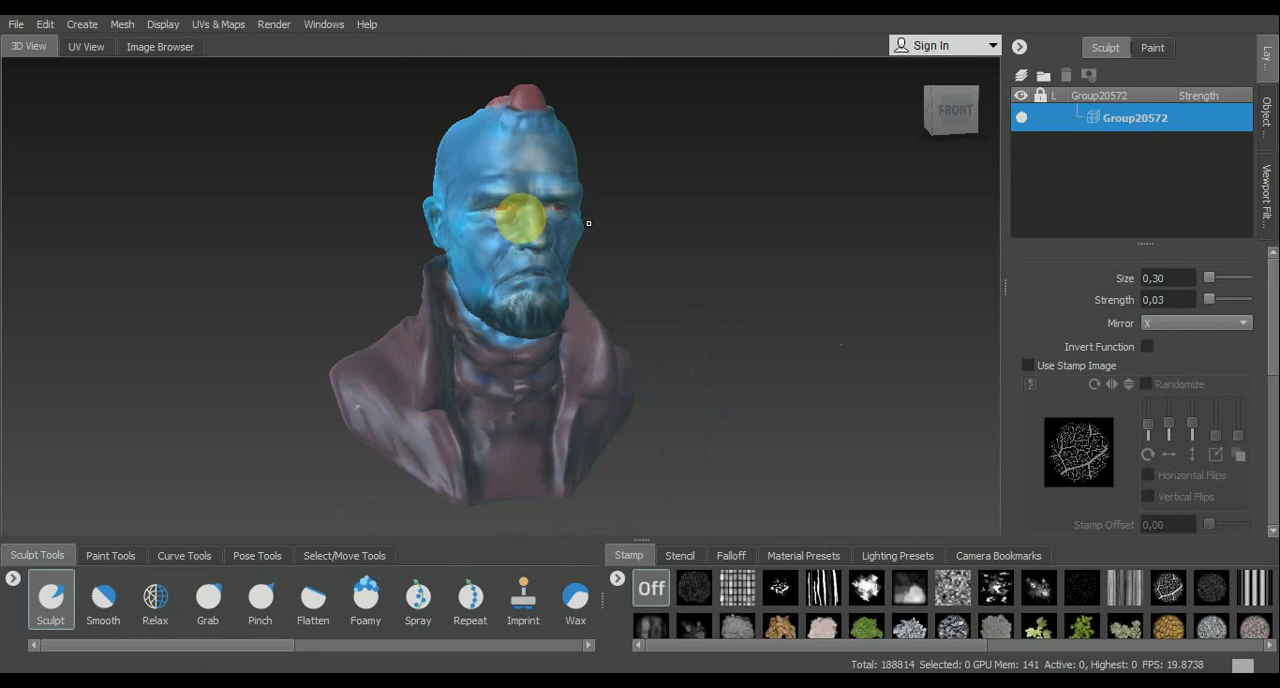 File Edit Create Mesh Display UVs & Maps Render Windows Help
3D View UV View Image Browser Sign In Sculpt Paint
Lay...
Object ...
Viewport Filt...
L Group20572 Strength
FRONT
Group20572
Size 0,30
Strength 0,03
Mirror X
Invert Function
Use Stamp Image
Randomize
Horizontal Flips
Vertical Flips
Stamp Offset 0,00
Sculpt Tools Paint Tools Curve Tools Pose Tools Select/Move Tools Stamp Stencil Falloff Material Presets Lighting Presets Camera Bookmarks
Off
Sculpt Smooth Relax Grab Pinch Flatten Foamy Spray Repeat Imprint Wax
Total: 188814 Selected: 0 GPU Mem: 141 Active: 0, Highest: 0 FPS: 19.8738